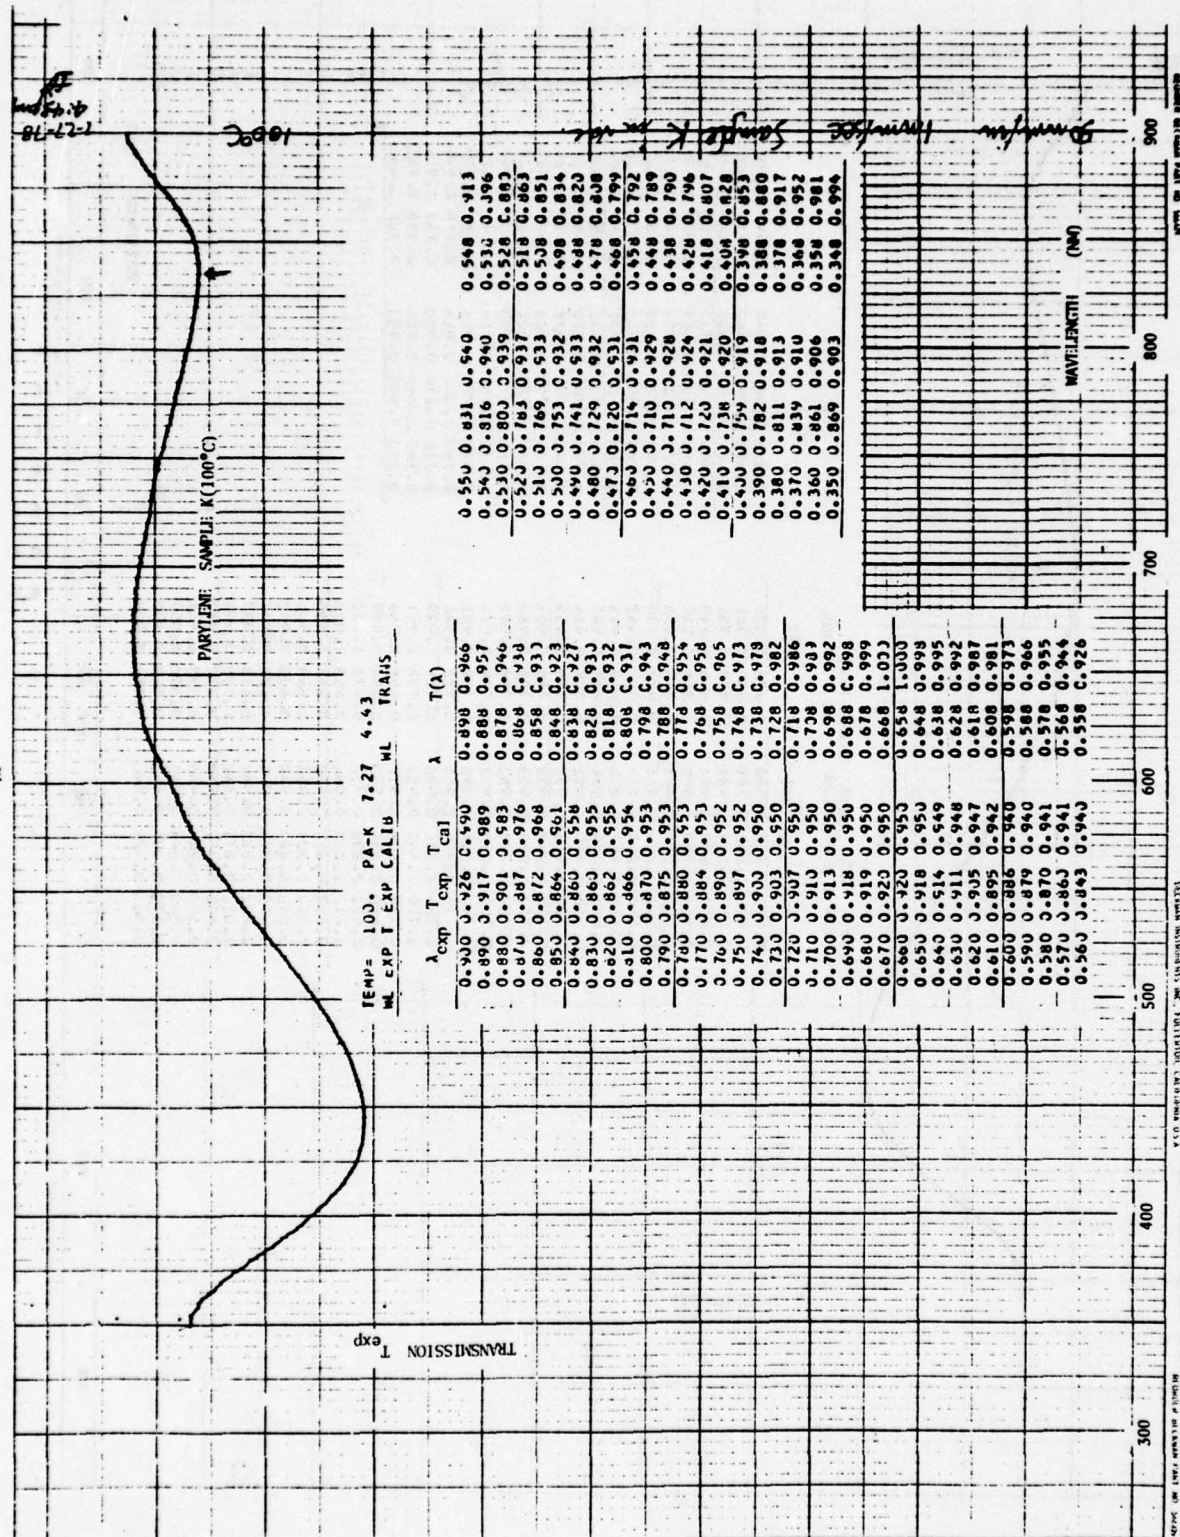 7-27-78
4:43 pm
100°C
Sample K in vac
1mm/sec
PARYLENE SAMPLE K(100°C)
TRANSMISSION Texp
TEMP= 100. PA-K 7.27 4.43
WL EXP T EXP CALIB WL TRANS
λexp Texp Tcal λ T(λ)
0.900 0.926 0.990 0.898 0.966
0.890 0.917 0.989 0.888 0.957
0.880 0.901 0.983 0.878 0.946
0.870 0.887 0.976 0.868 0.938
0.860 0.872 0.968 0.858 0.930
0.850 0.864 0.961 0.848 0.923
0.840 0.860 0.958 0.838 0.927
0.830 0.860 0.955 0.828 0.930
0.820 0.862 0.955 0.818 0.932
0.810 0.866 0.954 0.808 0.937
0.800 0.870 0.953 0.798 0.943
0.790 0.875 0.953 0.788 0.948
0.780 0.880 0.953 0.778 0.954
0.770 0.884 0.953 0.768 0.958
0.760 0.890 0.952 0.758 0.965
0.750 0.897 0.952 0.748 0.973
0.740 0.900 0.950 0.738 0.978
0.730 0.903 0.950 0.728 0.982
0.720 0.907 0.950 0.718 0.986
0.710 0.910 0.950 0.708 0.989
0.700 0.913 0.950 0.698 0.992
0.690 0.918 0.950 0.688 0.998
0.680 0.919 0.950 0.678 0.999
0.670 0.920 0.950 0.668 1.000
0.660 0.920 0.950 0.658 1.000
0.650 0.918 0.950 0.648 0.998
0.640 0.914 0.949 0.638 0.995
0.630 0.911 0.948 0.628 0.992
0.620 0.905 0.947 0.618 0.987
0.610 0.895 0.942 0.608 0.981
0.600 0.886 0.940 0.598 0.973
0.590 0.879 0.940 0.588 0.966
0.580 0.870 0.941 0.578 0.955
0.570 0.860 0.941 0.568 0.944
0.560 0.843 0.940 0.558 0.926
0.550 0.831 0.940 0.548 0.913
0.540 0.816 0.940 0.530 0.896
0.530 0.800 0.939 0.528 0.880
0.520 0.783 0.937 0.518 0.863
0.510 0.769 0.933 0.508 0.851
0.500 0.753 0.932 0.498 0.834
0.490 0.741 0.933 0.488 0.820
0.480 0.729 0.932 0.478 0.808
0.470 0.720 0.931 0.468 0.799
0.460 0.714 0.931 0.458 0.792
0.450 0.710 0.929 0.448 0.789
0.440 0.710 0.928 0.438 0.790
0.430 0.712 0.924 0.428 0.796
0.420 0.720 0.921 0.418 0.807
0.410 0.738 0.920 0.408 0.828
0.400 0.759 0.919 0.398 0.853
0.390 0.782 0.918 0.388 0.880
0.380 0.811 0.913 0.378 0.917
0.370 0.839 0.910 0.368 0.952
0.360 0.861 0.906 0.358 0.981
0.350 0.869 0.903 0.348 0.994
WAVELENGTH (NM)
300 400 500 600 700 800 900